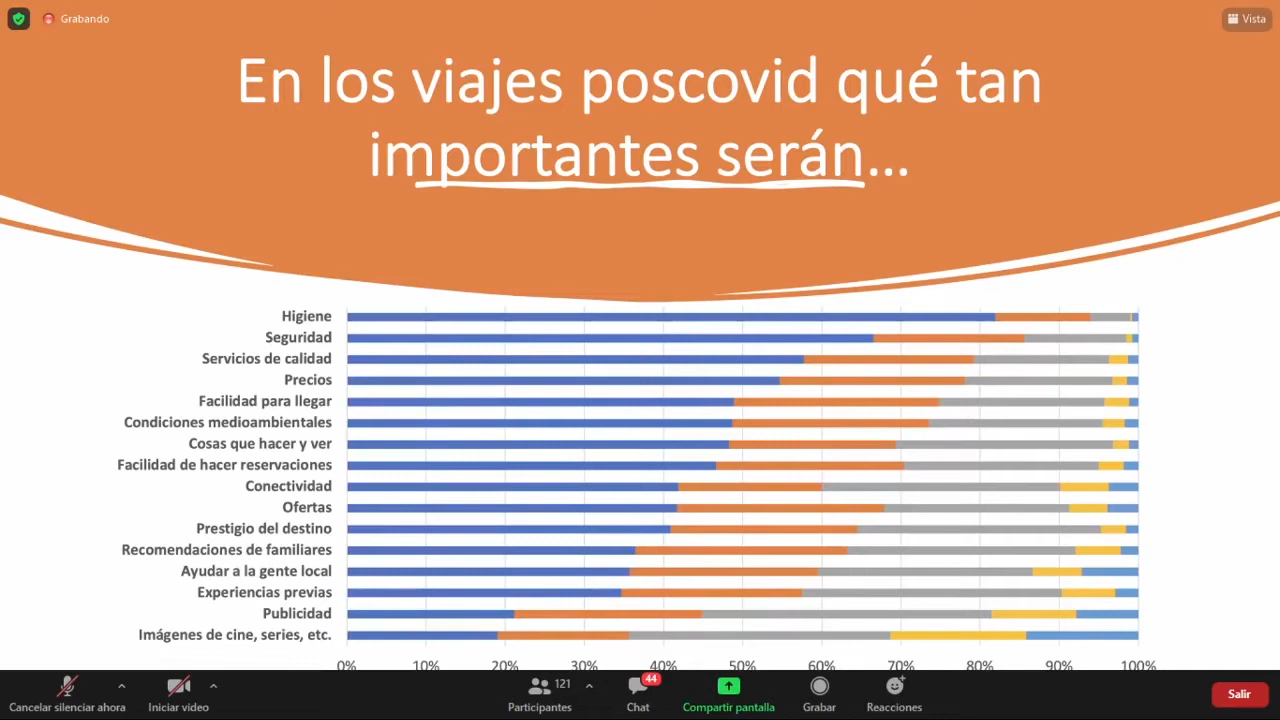 Grabando
Vista
En los viajes poscovid qué tan
importantes serán...
Higiene
Seguridad
Servicios de calidad
Precios
Facilidad para llegar
Condiciones medioambientales
Cosas que hacer y ver
Facilidad de hacer reservaciones
Conectividad
Ofertas
Prestigio del destino
Recomendaciones de familiares
Ayudar a la gente local
Experiencias previas
Publicidad
Imágenes de cine, series, etc.
0% 10% 20% 30% 40% 50% 60% 70% 80% 90% 100%
121 44
Cancelar silenciar ahora Iniciar video Participantes Chat Compartir pantalla Grabar Reacciones Salir